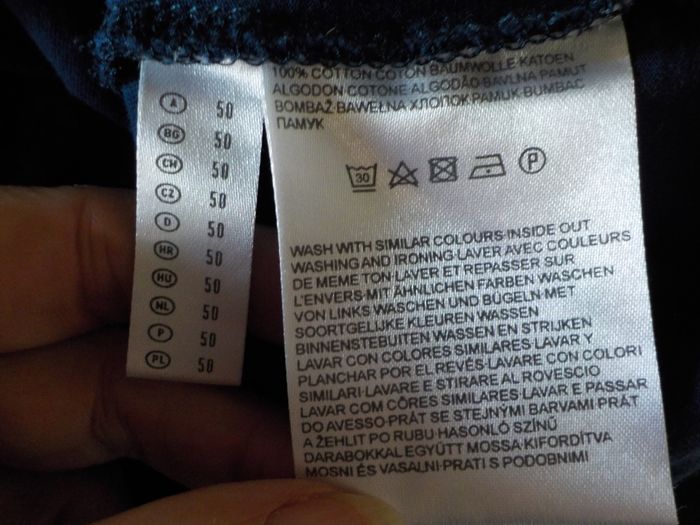 A 50
BG 50
CH 50
CZ 50
D 50
HR 50
HU 50
NL 50
P 50
PL 50
100% COTTON·COTON·BAUMWOLLE·KATOEN
ALGODON·COTONE·ALGODÃO·BAVLNA·PAMUT
BOMBAŽ·BAWEŁNA·ХЛОПОК·PAMUK·BUMBAC
ПАМУК
30 P
WASH WITH SIMILAR COLOURS·INSIDE OUT
WASHING AND IRONING·LAVER AVEC COULEURS
DE MEME TON·LAVER ET REPASSER SUR
L'ENVERS·MIT ÄHNLICHEN FARBEN WASCHEN
VON LINKS WASCHEN UND BÜGELN·MET
SOORTGELIJKE KLEUREN WASSEN
BINNENSTEBUITEN WASSEN EN STRIJKEN
LAVAR CON COLORES SIMILARES·LAVAR Y
PLANCHAR POR EL REVÉS·LAVARE CON COLORI
SIMILARI·LAVARE E STIRARE AL ROVESCIO
LAVAR COM CÔRES SIMILARES·LAVAR E PASSAR
DO AVESSO·PRÁT SE STEJNÝMI BARVAMI·PRÁT
A ŽEHLIT PO RUBU·HASONLÓ SZÍNŰ
DARABOKKAL EGYÜTT MOSSA·KIFORDÍTVA
MOSNI ÉS VASALNI·PRATI S PODOBNIMI